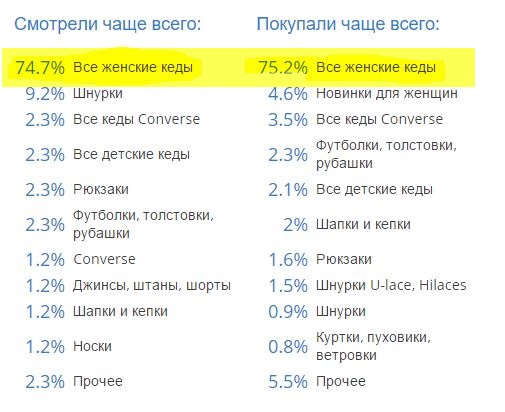 Смотрели чаще всего:
74.7% Все женские кеды
9.2% Шнурки
2.3% Все кеды Converse
2.3% Все детские кеды
2.3% Рюкзаки
2.3% Футболки, толстовки,
рубашки
1.2% Converse
1.2% Джинсы, штаны, шорты
1.2% Шапки и кепки
1.2% Носки
2.3% Прочее
Покупали чаще всего:
75.2% Все женские кеды
4.6% Новинки для женщин
3.5% Все кеды Converse
2.3% Футболки, толстовки,
рубашки
2.1% Все детские кеды
2% Шапки и кепки
1.6% Рюкзаки
1.5% Шнурки U-lace, Hilaces
0.9% Шнурки
0.8% Куртки, пуховики,
ветровки
5.5% Прочее